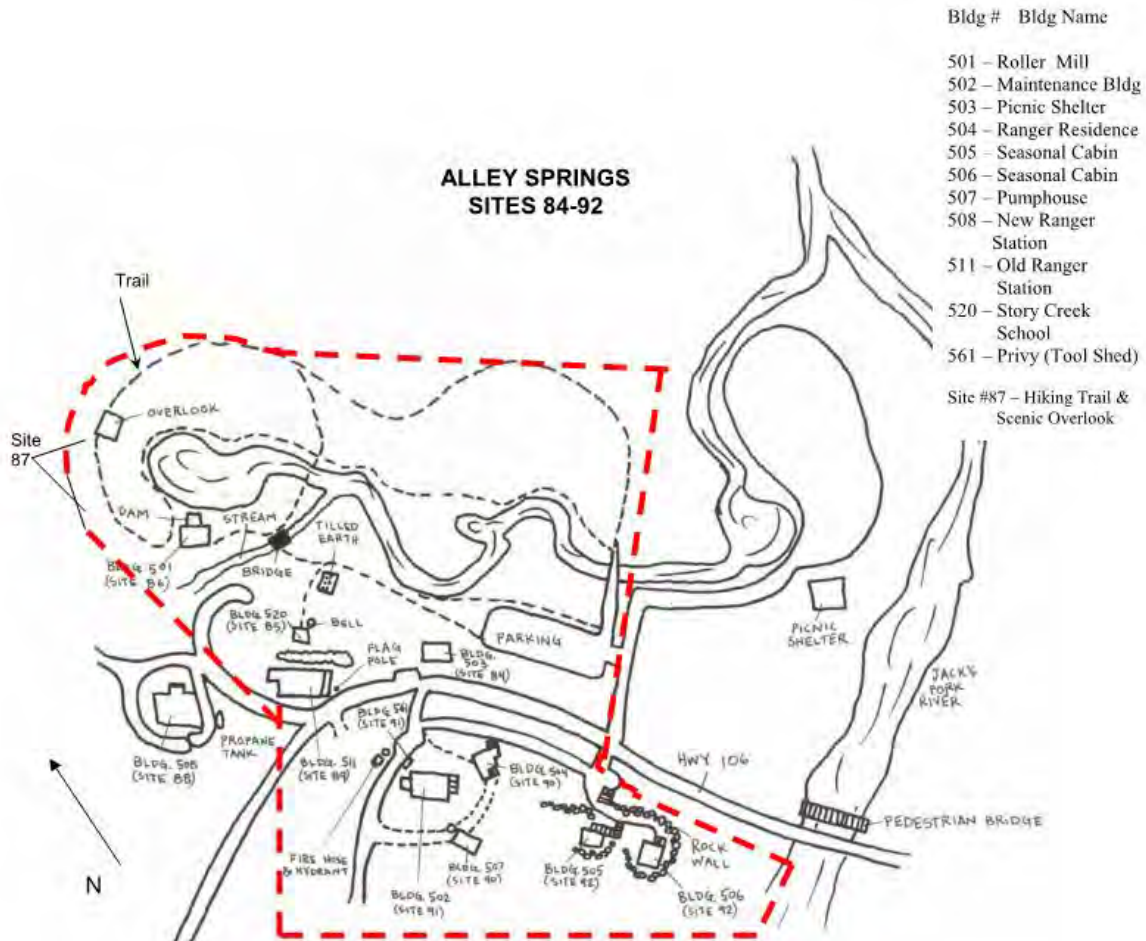 Bldg # Bldg Name
501 – Roller Mill
502 – Maintenance Bldg
503 – Picnic Shelter
504 – Ranger Residence
505 – Seasonal Cabin
506 – Seasonal Cabin
507 – Pumphouse
508 – New Ranger
Station
511 – Old Ranger
Station
520 – Story Creek
School
561 – Privy (Tool Shed)
Site #87 – Hiking Trail &
Scenic Overlook
ALLEY SPRINGS
SITES 84-92
Trail
OVERLOOK
Site
87
DAM
STREAM
TILLED
EARTH
BLDG. 501
(SITE 86)
BRIDGE
BLDG. 520
(SITE 85)
BELL
FLAG
POLE
BLDG.
503
(SITE 84)
PARKING
PICNIC
SHELTER
JACK'S
FORK
RIVER
PROPANE
TANK
BLDG. 508
(SITE 88)
BLDG. 511
(SITE 89)
BLDG. 561
(SITE 91)
BLDG. 504
(SITE 90)
HWY 106
PEDESTRIAN BRIDGE
FIRE HOSE
& HYDRANT
BLDG. 502
(SITE 91)
BLDG. 507
(SITE 90)
BLDG. 505
(SITE 92)
ROCK
WALL
BLDG. 506
(SITE 92)
N